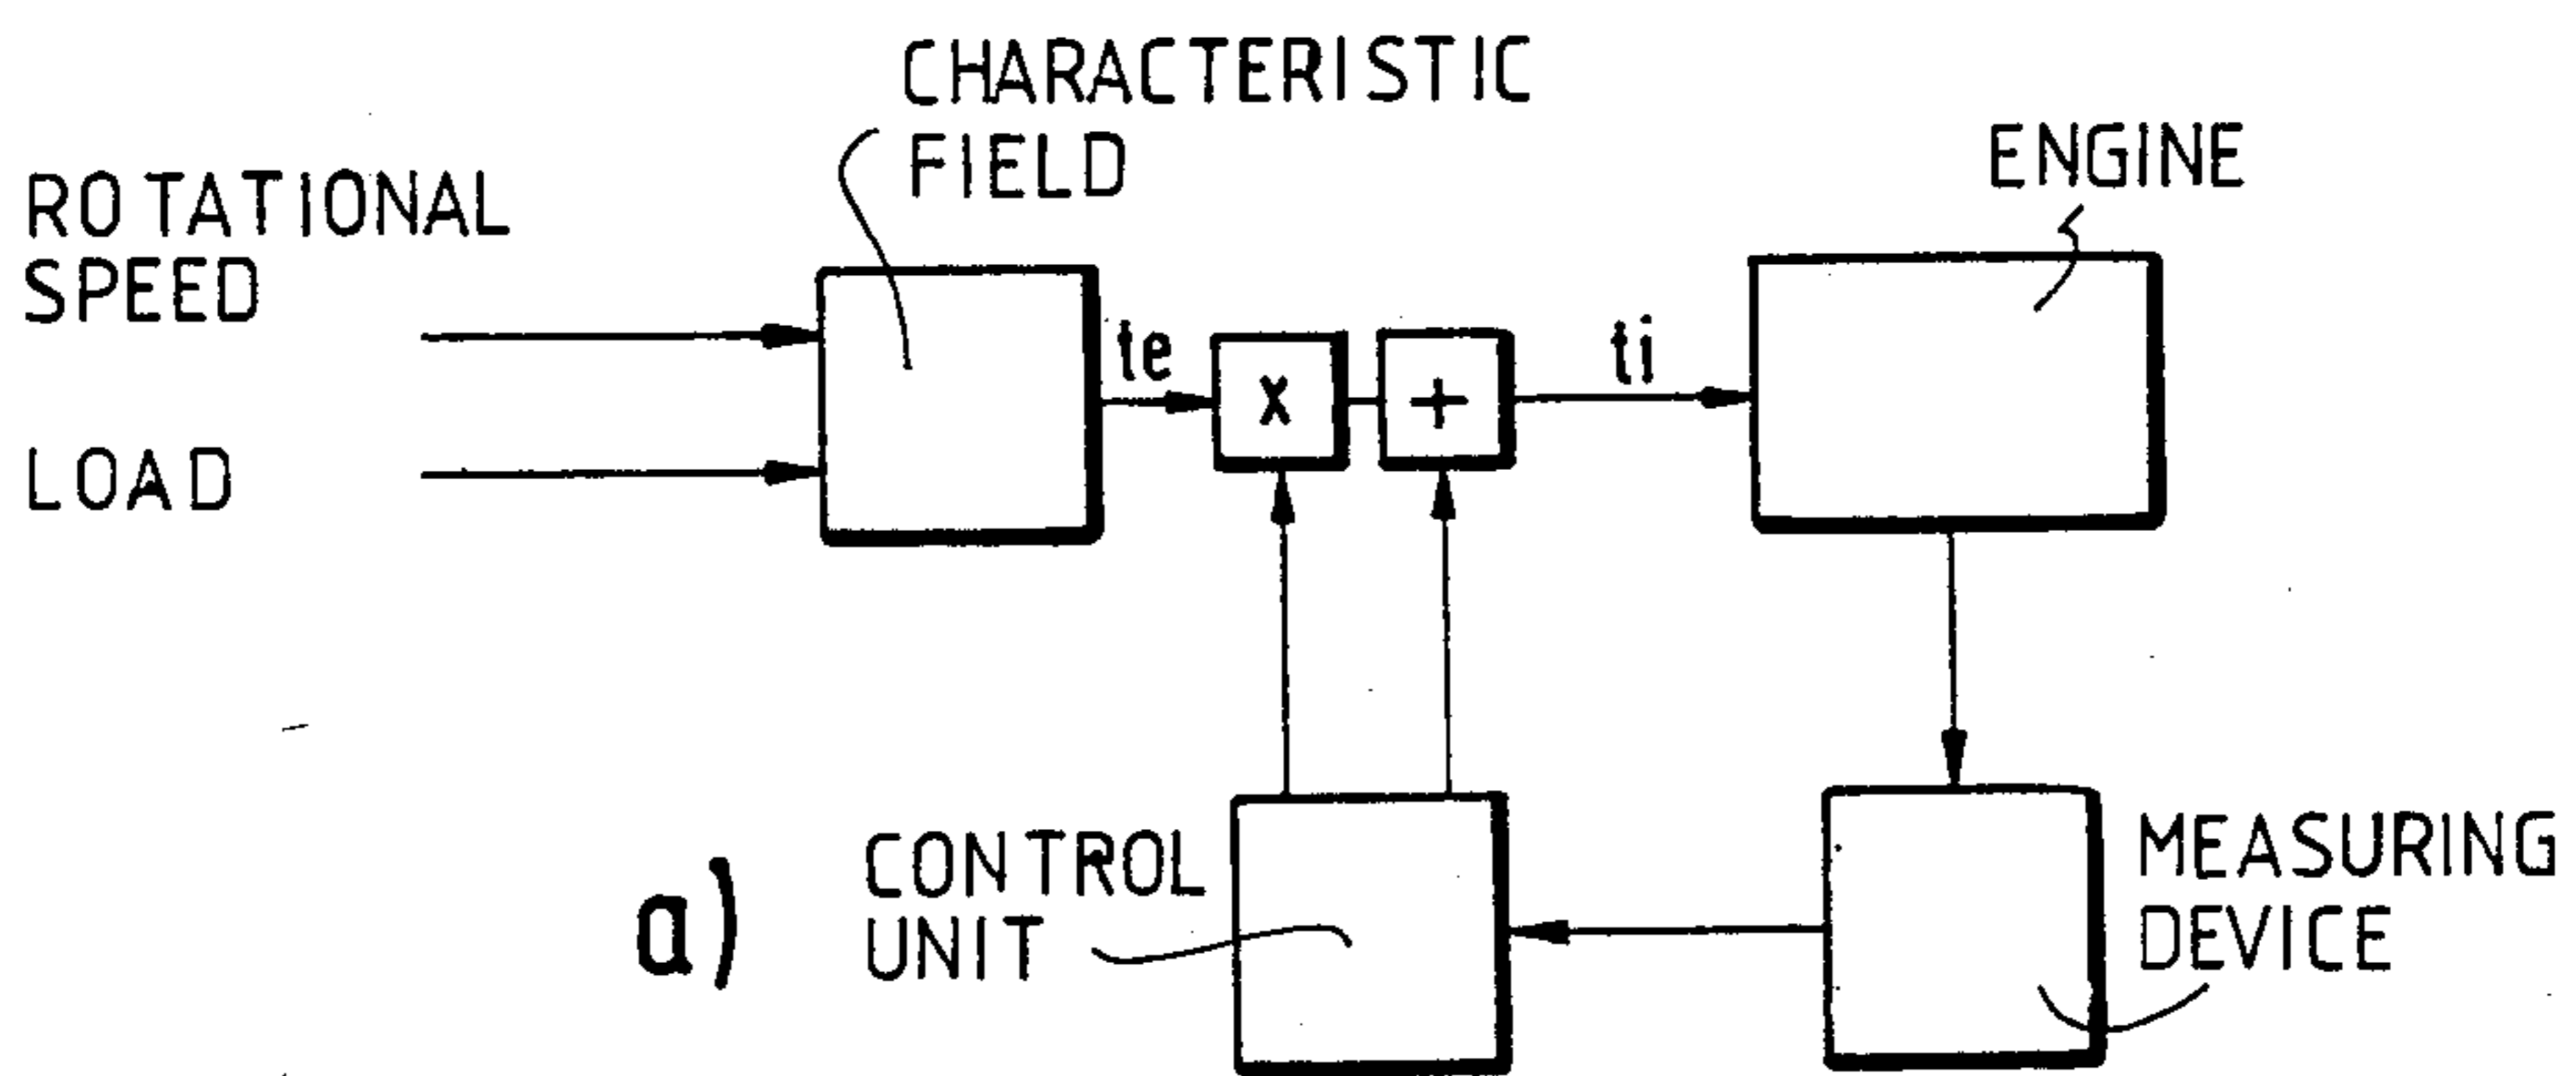 CHARACTERISTIC
FIELD
ENGINE
ROTATIONAL
SPEED
te
x
+
ti
LOAD
CONTROL
UNIT
a)
MEASURING
DEVICE